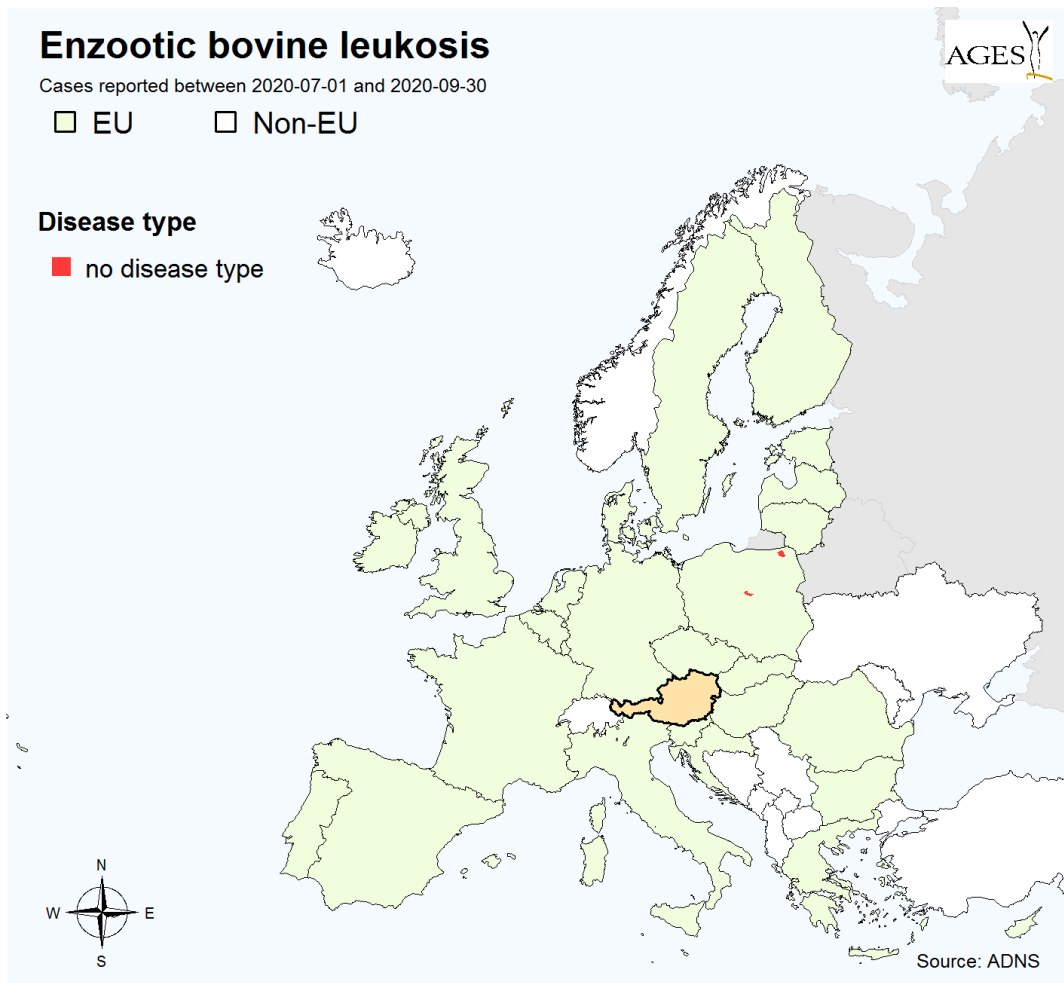 Enzootic bovine leukosis
AGES
Cases reported between 2020-07-01 and 2020-09-30
EU Non-EU
Disease type
no disease type
N
W E
S
Source: ADNS